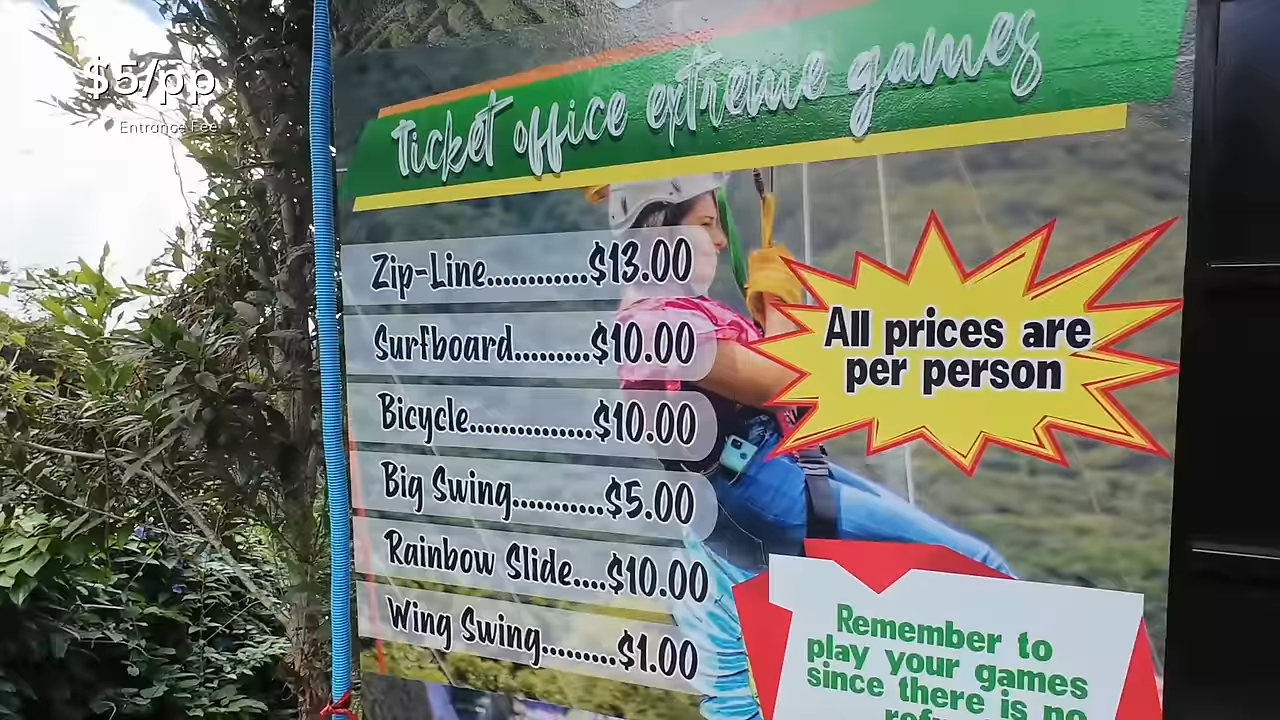 $5/pp
Entrance Fee
Ticket office extreme games
Zip-Line............$13.00
Surfboard.........$10.00
Bicycle..............$10.00
Big Swing...........$5.00
Rainbow Slide....$10.00
Wing Swing.........$1.00
All prices are
per person
Remember to
play your games
since there is no